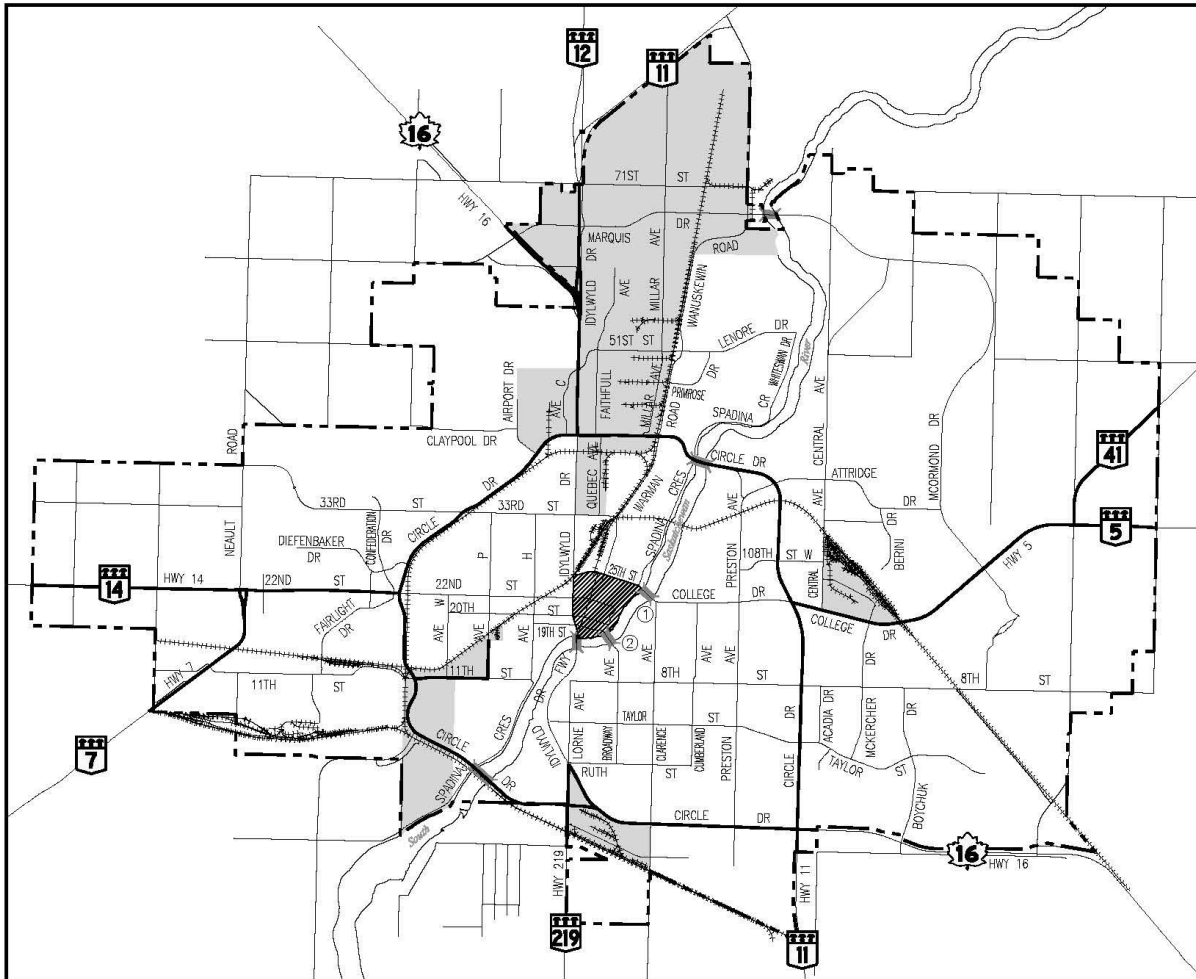 12
11
16
71ST ST
HWY 16
MARQUIS DR
ROAD
IDYLWYLD DR
AVE
MILLAR AVE
WANUSKEWIN
51ST ST
LENORE DR
WHITESWAN DR
River
AIRPORT DR
AVE C
FAITHFULL
MILLAR AVE
ROAD
PRIMROSE DR
SPADINA CR
CENTRAL AVE
MCORMOND DR
CLAYPOOL DR
ROAD
QUEBEC AVE
CIRCLE DR
ATTRIDGE DR
41
33RD ST
CIRCLE DR
33RD ST
IDYLWYLD DR
WARMAN
SPADINA CRES
Saskatchewan
PRESTON AVE
108TH ST W
CENTRAL AVE
BERINI DR
HWY 5
5
NEAULT
DIEFENBAKER DR
CONFEDERATION DR
P
H
25TH ST
14
HWY 14
22ND ST
22ND ST
COLLEGE DR
1
COLLEGE DR
FAIRLIGHT DR
AVE W
20TH ST
AVE
AVE
19TH ST
2
HWY 7
11TH ST
11TH ST
FWY
AVE
AVE
8TH ST
AVE
AVE
8TH ST
7
CIRCLE DR
SPADINA CRES
IDYLWYLD DR
LORNE AVE
TAYLOR ST
BROADWAY
CLARENCE
CUMBERLAND
PRESTON
CIRCLE DR
ACADIA DR
MCKERCHER DR
TAYLOR ST
BOYCHUK DR
RUTH ST
CIRCLE DR
South
16
HWY 16
HWY 219
HWY 11
219
11